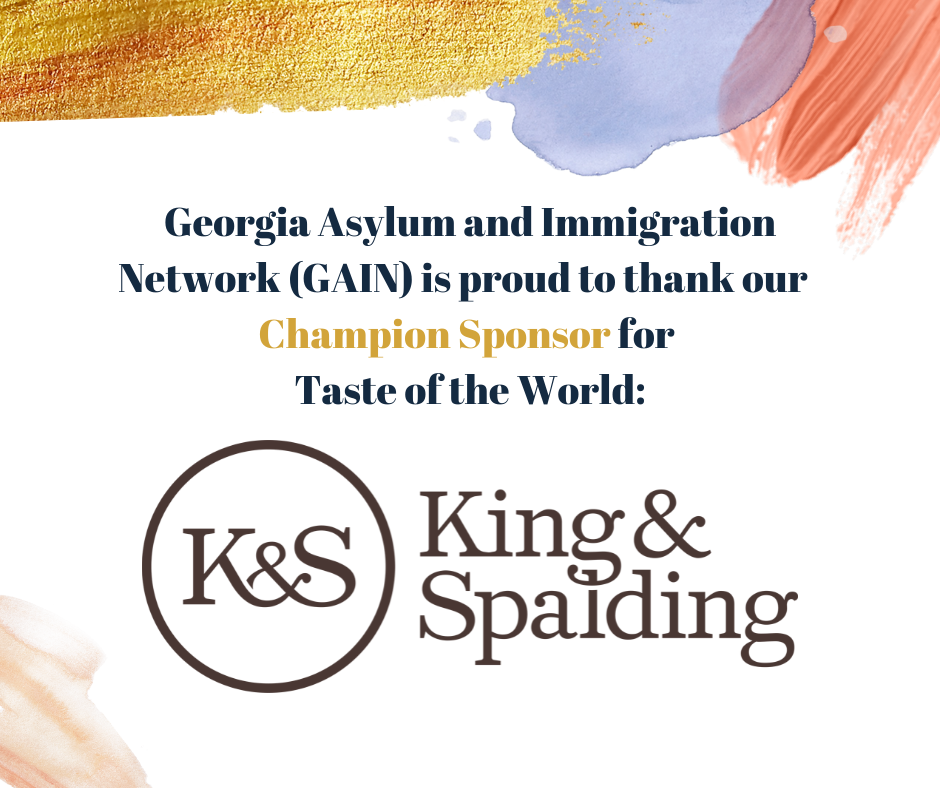 Georgia Asylum and Immigration
Network (GAIN) is proud to thank our
Champion Sponsor for
Taste of the World:
K&S
King &
Spalding